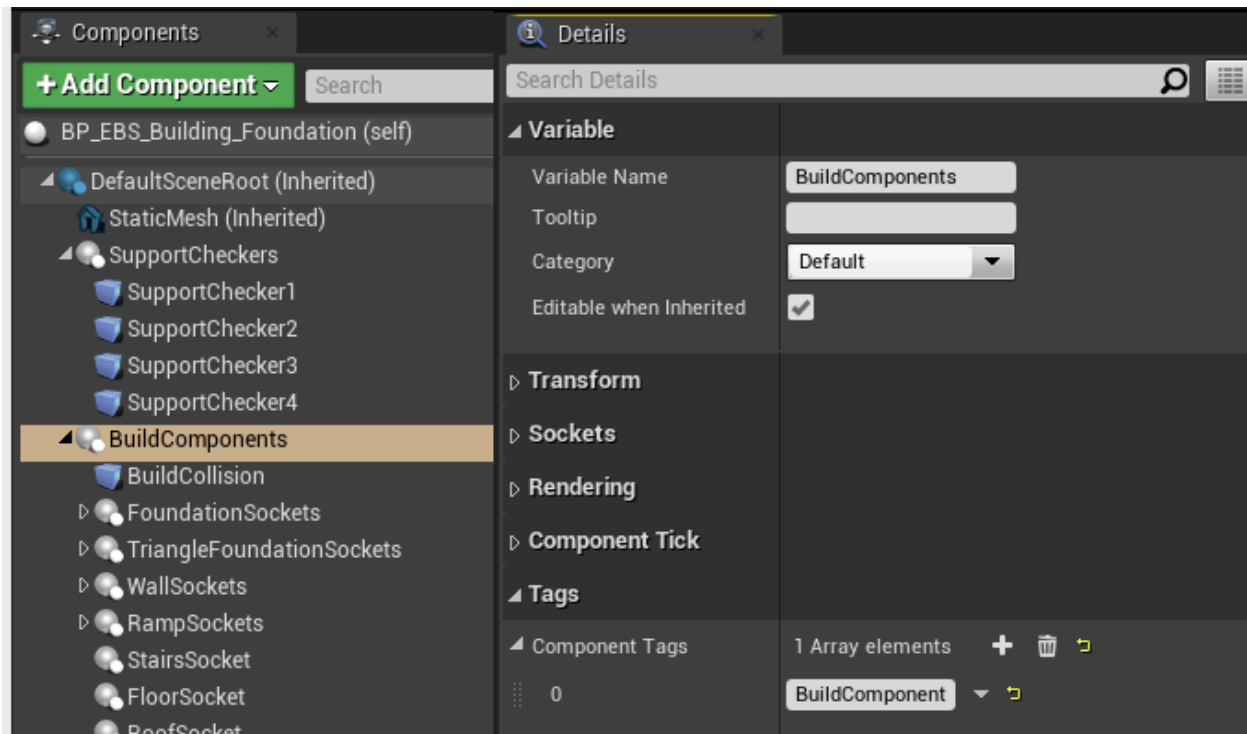 Components
+Add Component
Search
BP_EBS_Building_Foundation (self)
DefaultSceneRoot (Inherited)
StaticMesh (Inherited)
SupportCheckers
SupportChecker1
SupportChecker2
SupportChecker3
SupportChecker4
BuildComponents
BuildCollision
FoundationSockets
TriangleFoundationSockets
WallSockets
RampSockets
StairsSocket
FloorSocket
RoofSocket
Details
Search Details
Variable
Variable Name BuildComponents
Tooltip
Category Default
Editable when Inherited
Transform
Sockets
Rendering
Component Tick
Tags
Component Tags 1 Array elements
0 BuildComponent